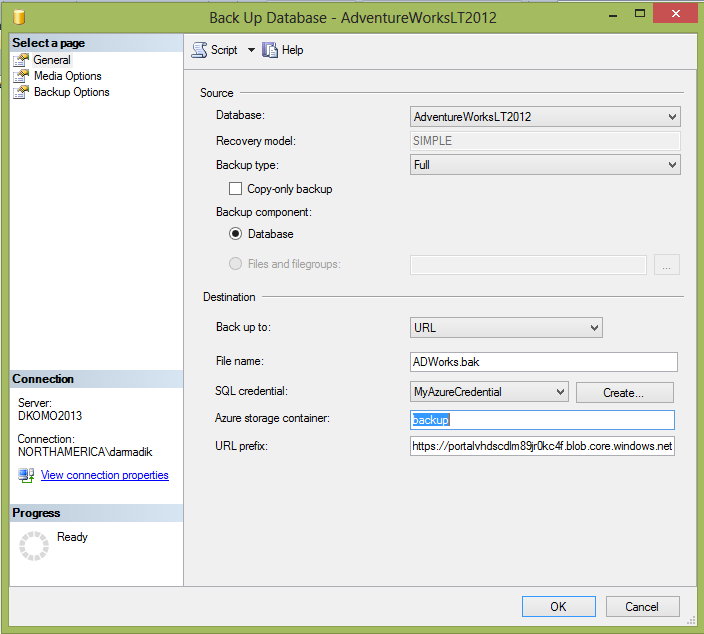 Back Up Database - AdventureWorksLT2012
Select a page
General
Media Options
Backup Options
Script
Help
Source
Database:
AdventureWorksLT2012
Recovery model:
SIMPLE
Backup type:
Full
Copy-only backup
Backup component:
Database
Files and filegroups:
...
Destination
Back up to:
URL
File name:
ADWorks.bak
SQL credential:
MyAzureCredential
Create...
Azure storage container:
backup
URL prefix:
https://portalvhdscdlm89jr0kc4f.blob.core.windows.net
Connection
Server:
DKOMO2013
Connection:
NORTHAMERICA\darmadik
View connection properties
Progress
Ready
OK
Cancel